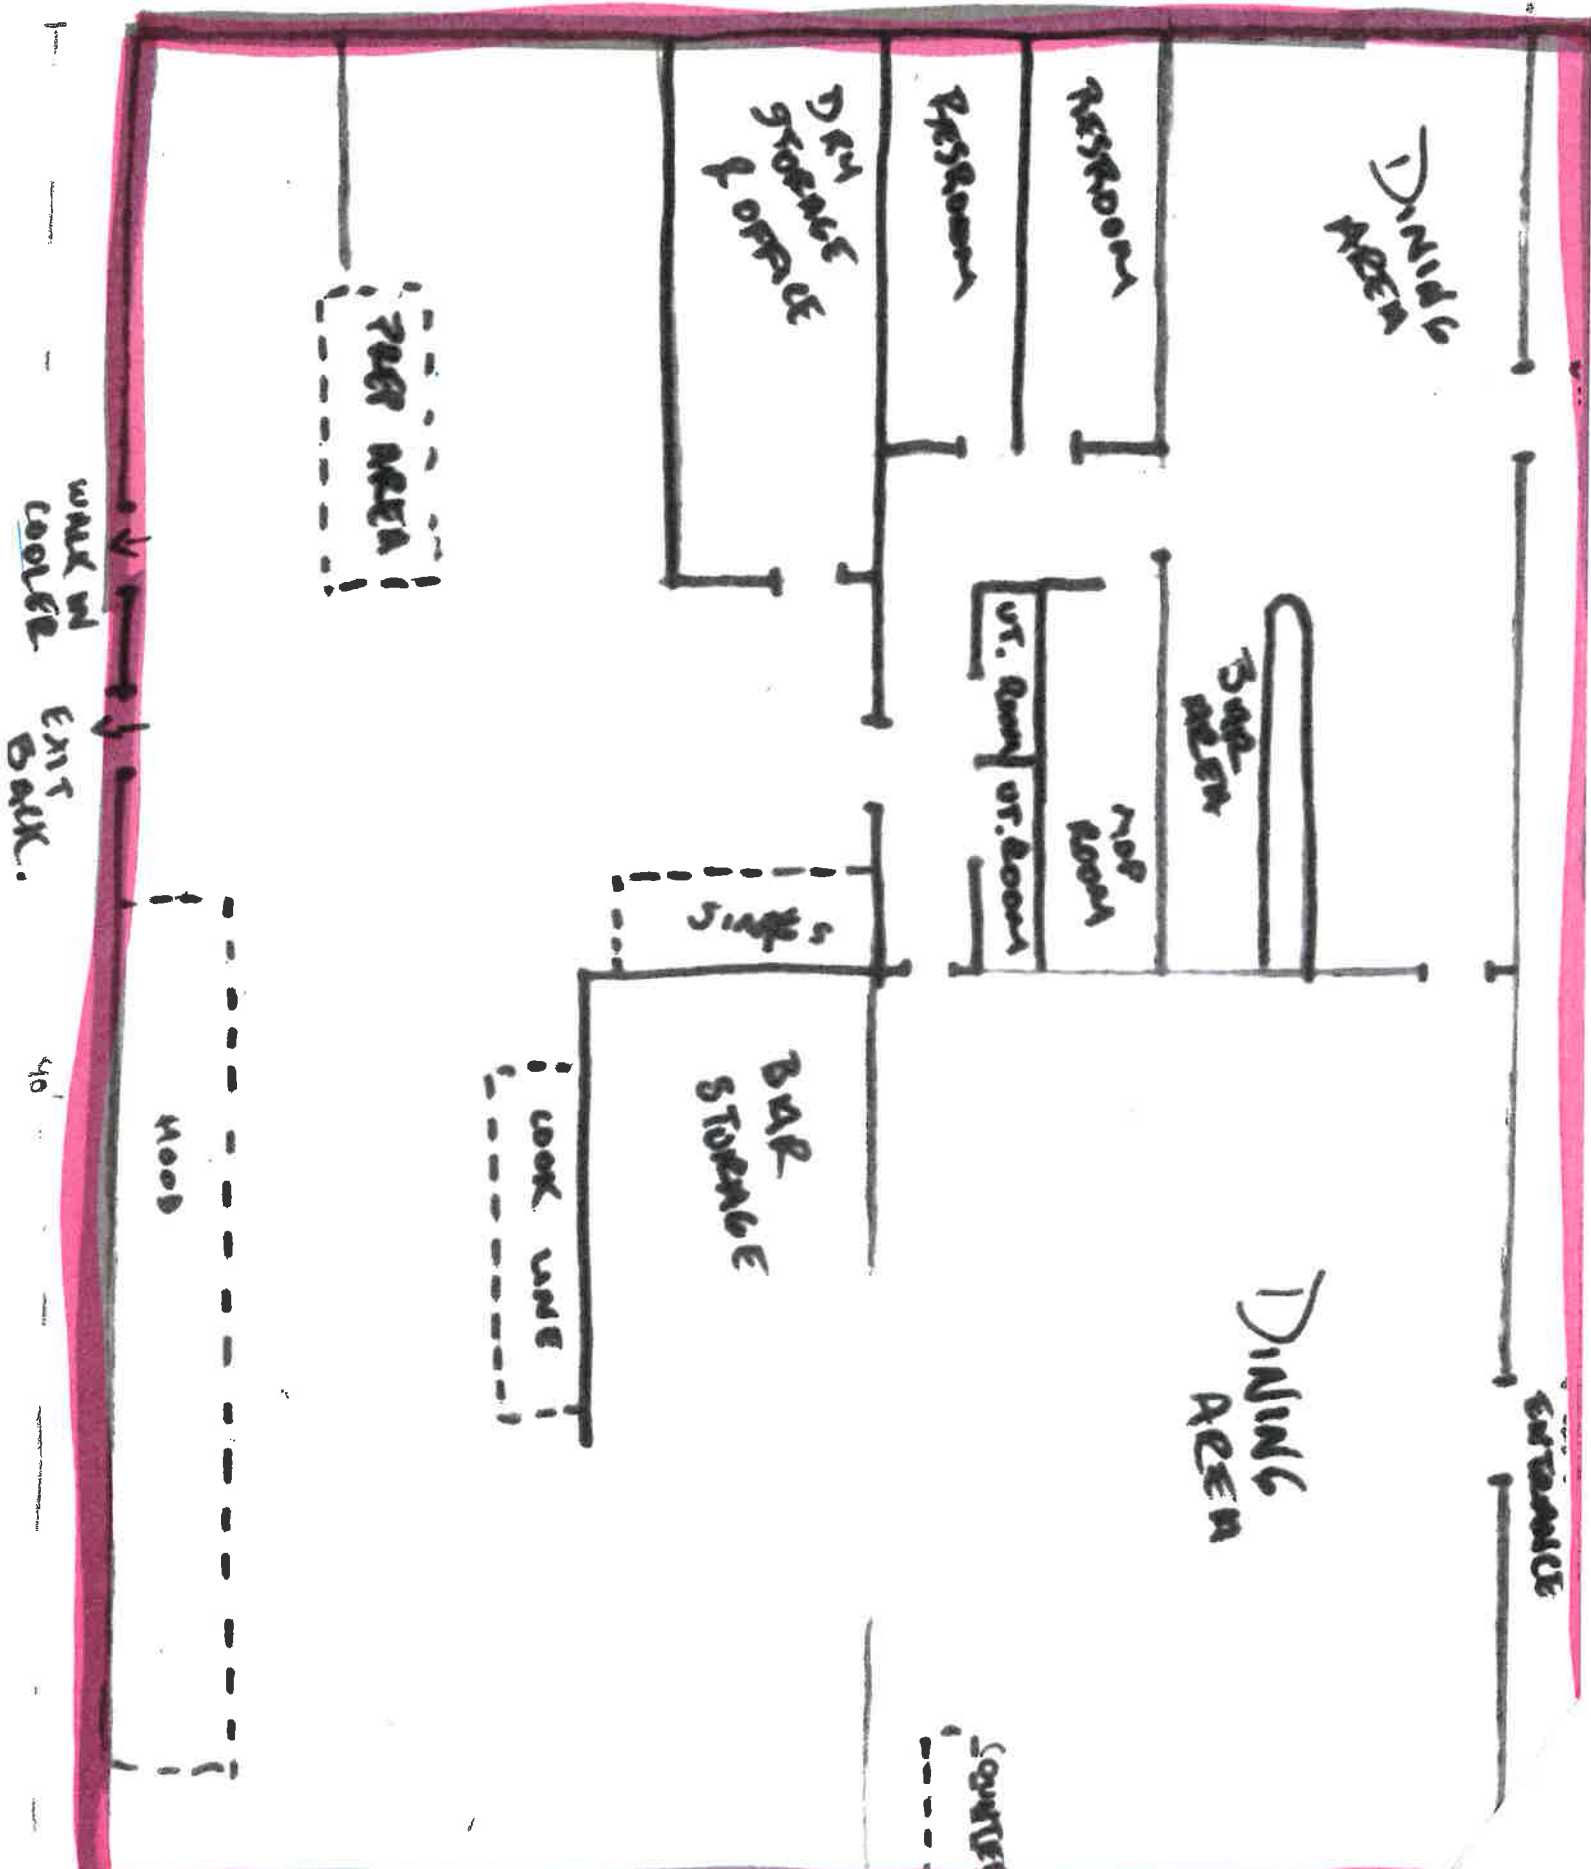 DINING
AREA
RESTROOM
RESTROOM
DRY
STORAGE
& OFFICE
PREP AREA
WALK IN
COOLER
EXIT
BACK.
BAR
AREA
MOP
ROOM
UT. ROOM
UT. ROOM
SINKS
BAR
STORAGE
COOK LINE
HOOD
40
DINING
AREA
ENTRANCE
COUNTER